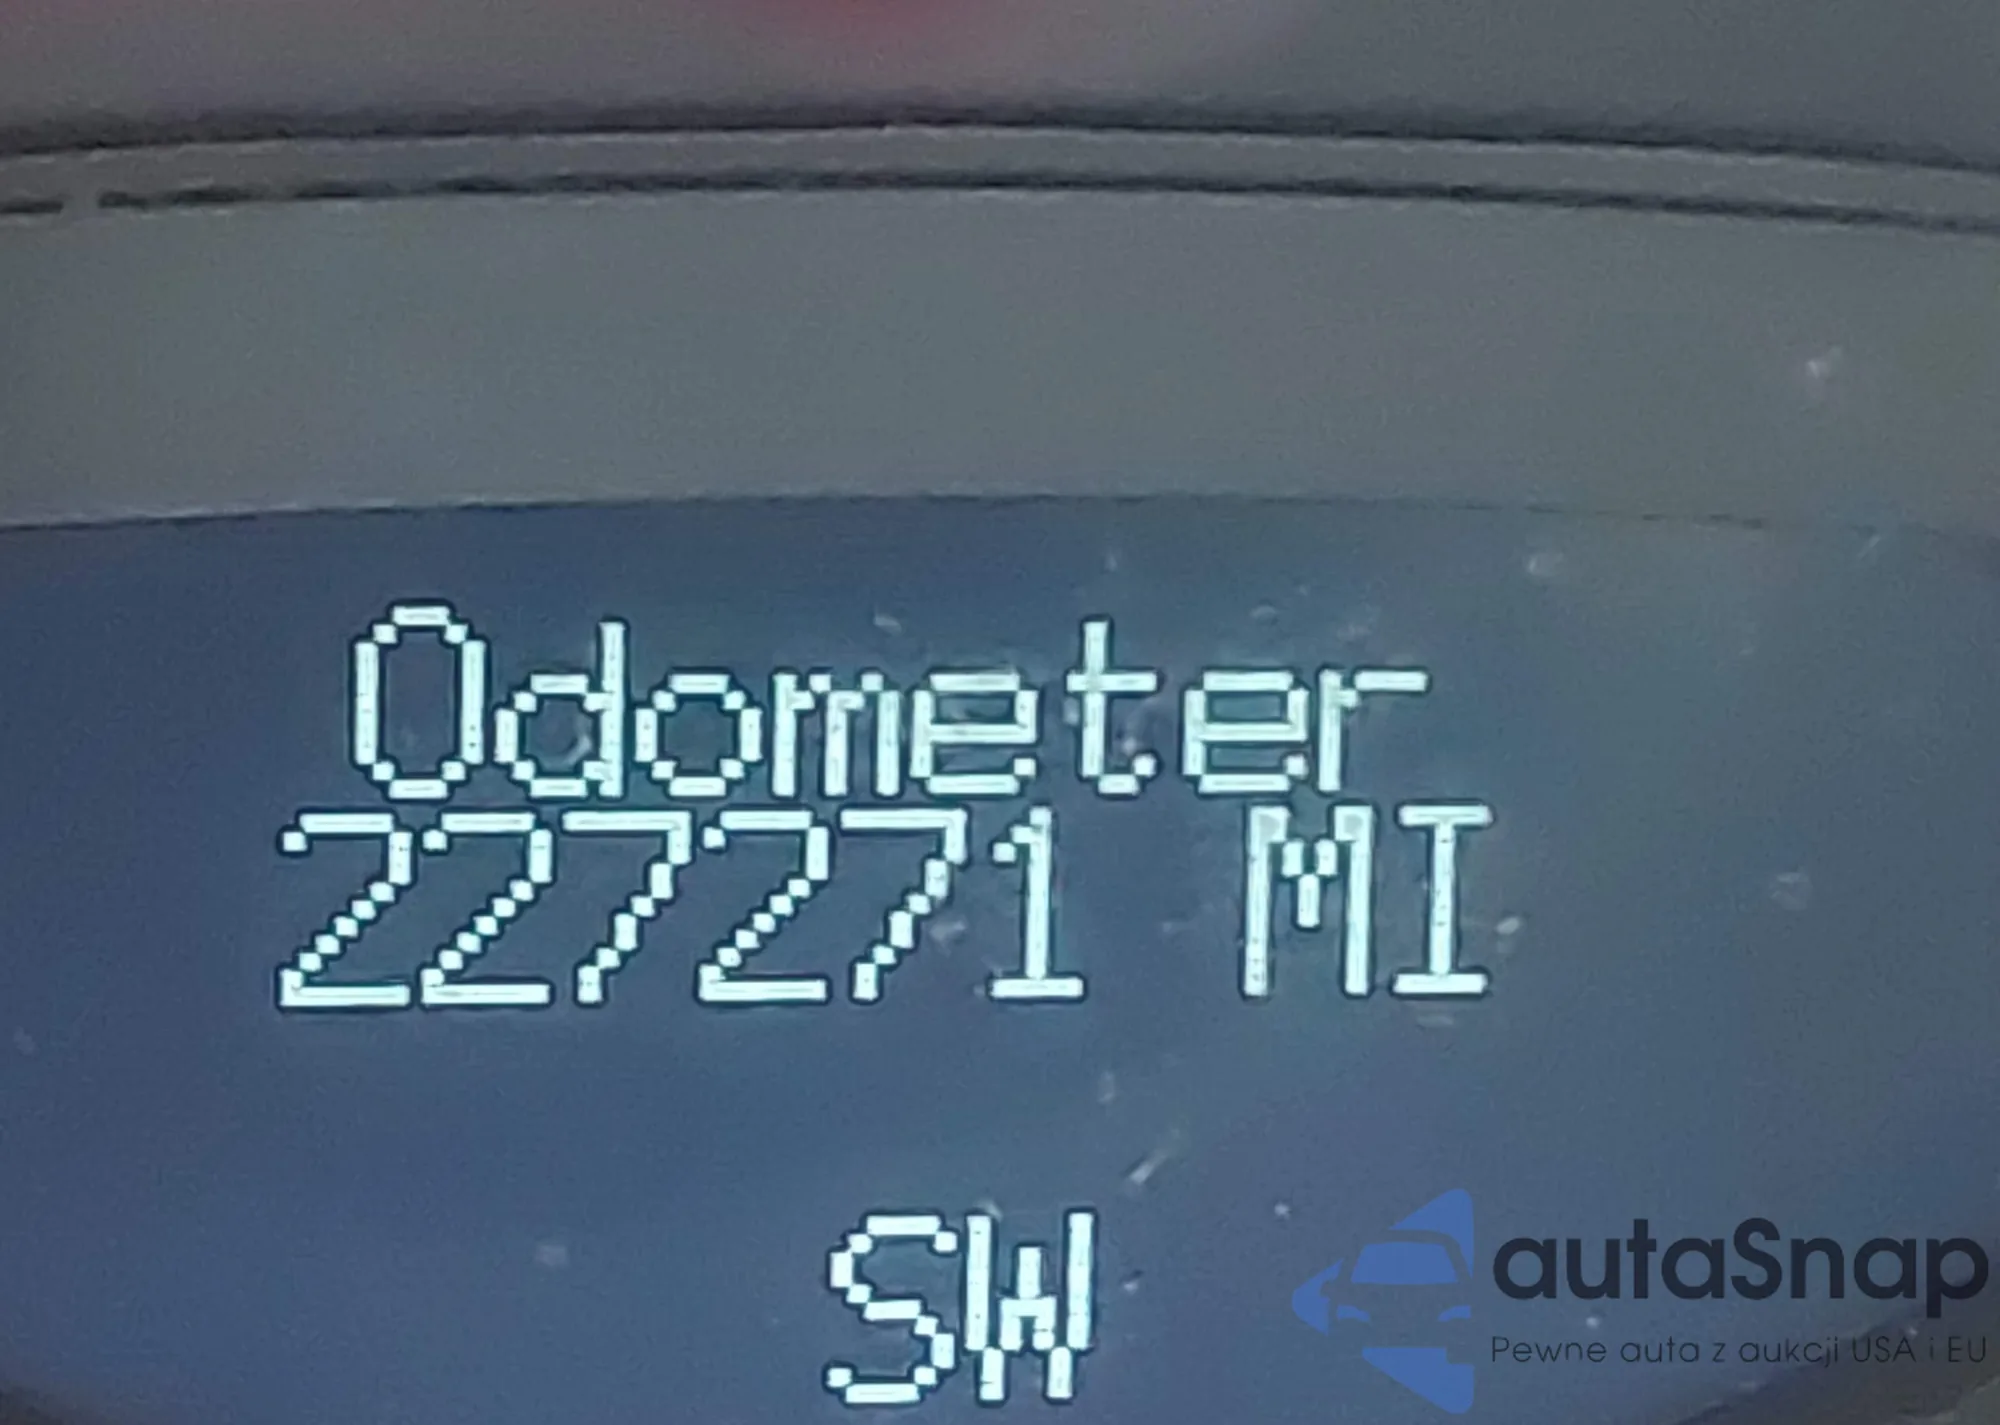 Odometer
227271 MI
SW
autaSnap
Pewne auta z aukcji USA i EU